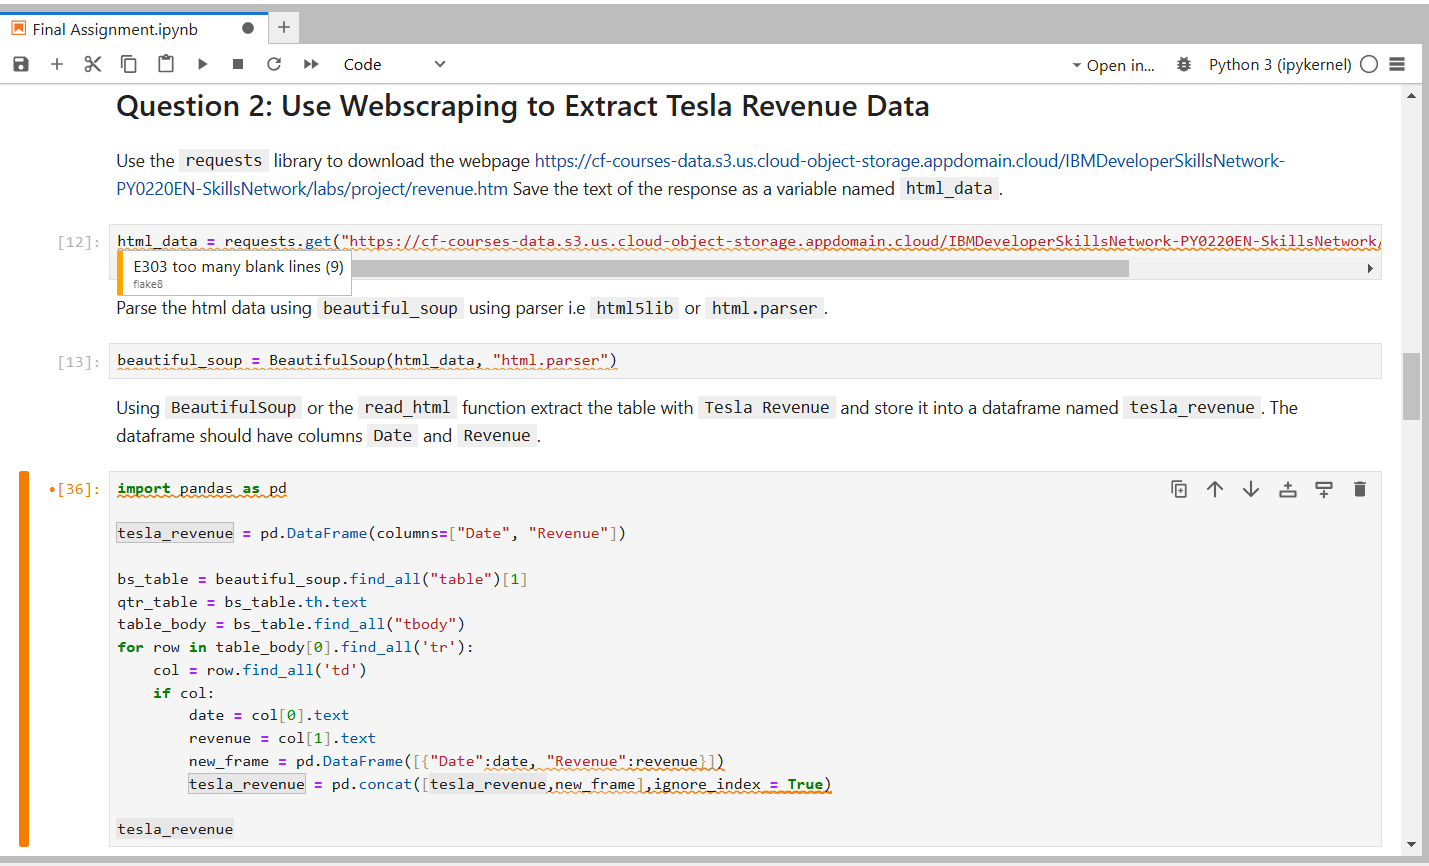 Final Assignment.ipynb
Code
Open in...
Python 3 (ipykernel)
Question 2: Use Webscraping to Extract Tesla Revenue Data
Use the requests library to download the webpage https://cf-courses-data.s3.us.cloud-object-storage.appdomain.cloud/IBMDeveloperSkillsNetwork-
PY0220EN-SkillsNetwork/labs/project/revenue.htm Save the text of the response as a variable named html_data.
[12]: html_data = requests.get("https://cf-courses-data.s3.us.cloud-object-storage.appdomain.cloud/IBMDeveloperSkillsNetwork-PY0220EN-SkillsNetwork/
E303 too many blank lines (9)
flake8
Parse the html data using beautiful_soup using parser i.e html5lib or html.parser.
[13]: beautiful_soup = BeautifulSoup(html_data, "html.parser")
Using BeautifulSoup or the read_html function extract the table with Tesla Revenue and store it into a dataframe named tesla_revenue. The
dataframe should have columns Date and Revenue.
•[36]: import pandas as pd
tesla_revenue = pd.DataFrame(columns=["Date", "Revenue"])
bs_table = beautiful_soup.find_all("table")[1]
qtr_table = bs_table.th.text
table_body = bs_table.find_all("tbody")
for row in table_body[0].find_all('tr'):
    col = row.find_all('td')
    if col:
        date = col[0].text
        revenue = col[1].text
        new_frame = pd.DataFrame([{"Date":date, "Revenue":revenue}])
        tesla_revenue = pd.concat([tesla_revenue,new_frame],ignore_index = True)
tesla_revenue